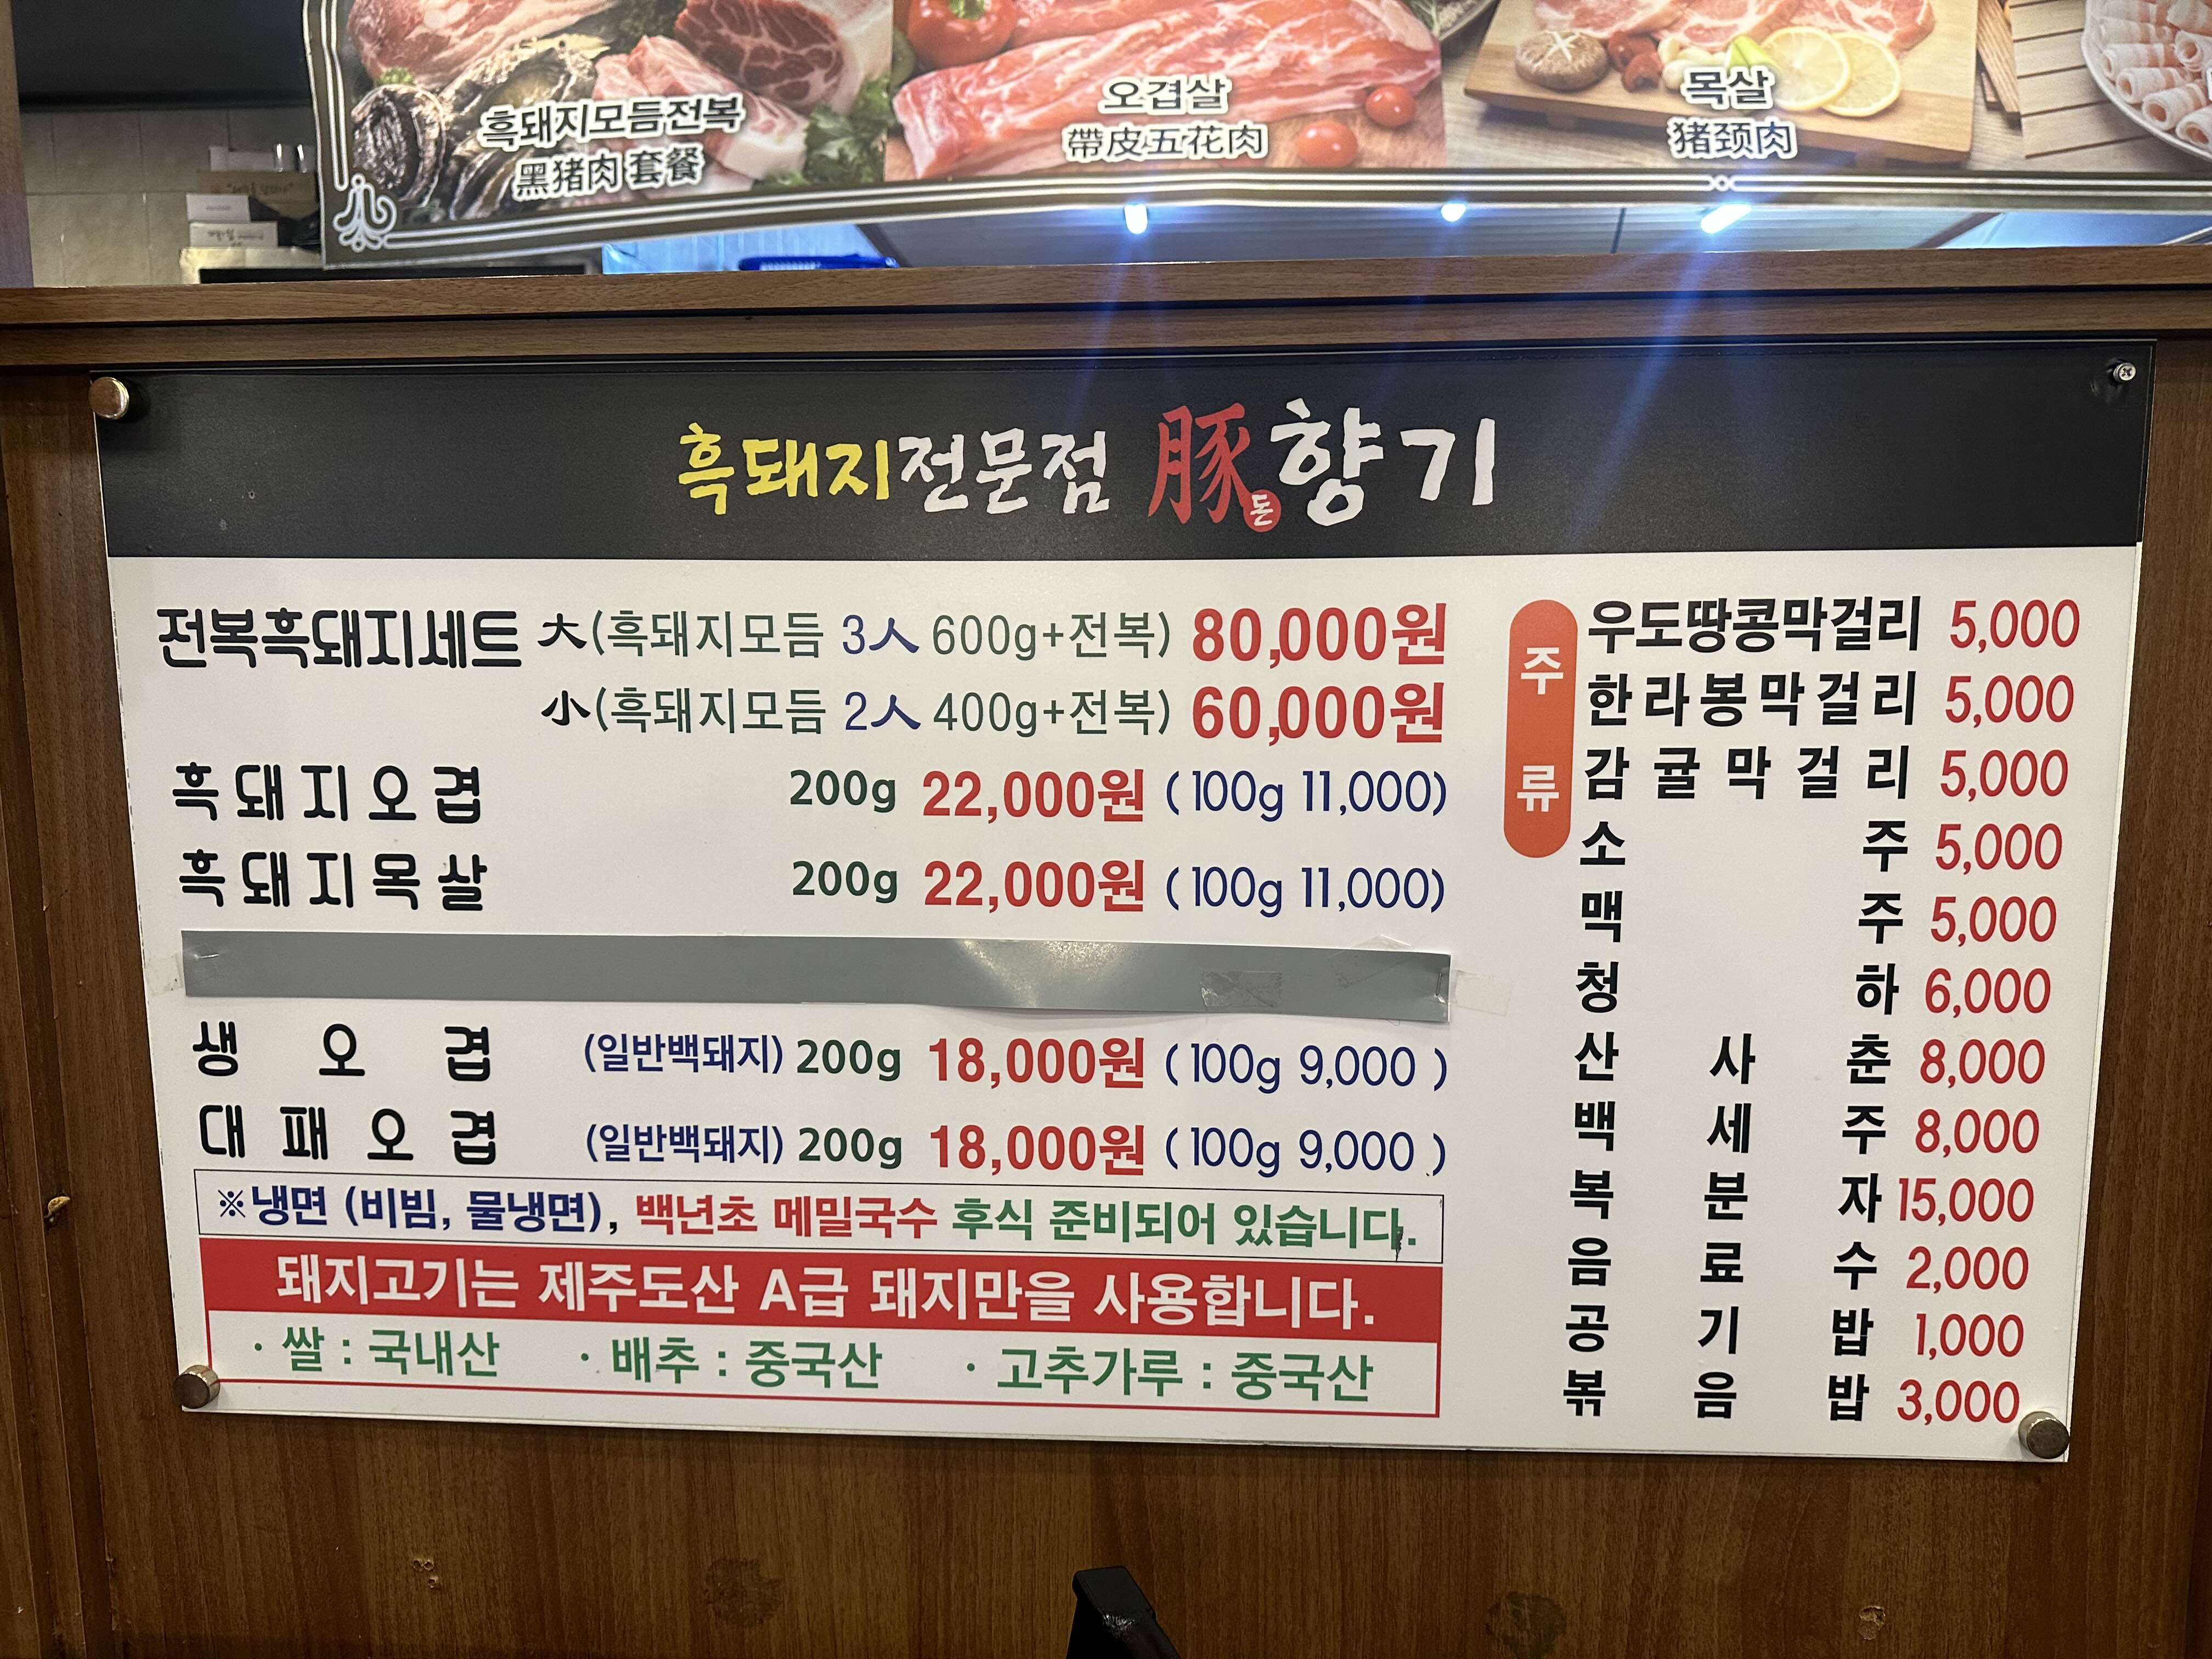 흑돼지모듬전복
黑猪肉 套餐
오겹살
帶皮五花肉
목살
猪颈肉
흑돼지전문점 豚돈향기
전복흑돼지세트 大(흑돼지모듬 3人 600g+전복) 80,000원
小(흑돼지모듬 2人 400g+전복) 60,000원
흑돼지오겹 200g 22,000원 (100g 11,000)
흑돼지목살 200g 22,000원 (100g 11,000)
생오겹 (일반백돼지) 200g 18,000원 (100g 9,000 )
대패오겹 (일반백돼지) 200g 18,000원 (100g 9,000 )
※냉면 (비빔, 물냉면), 백년초 메밀국수 후식 준비되어 있습니다.
돼지고기는 제주도산 A급 돼지만을 사용합니다.
· 쌀 : 국내산 · 배추 : 중국산 · 고추가루 : 중국산
주류
우도땅콩막걸리 5,000
한라봉막걸리 5,000
감귤막걸리 5,000
소주 5,000
맥주 5,000
청하 6,000
산사춘 8,000
백세주 8,000
복분자 15,000
음료수 2,000
공기밥 1,000
볶음밥 3,000